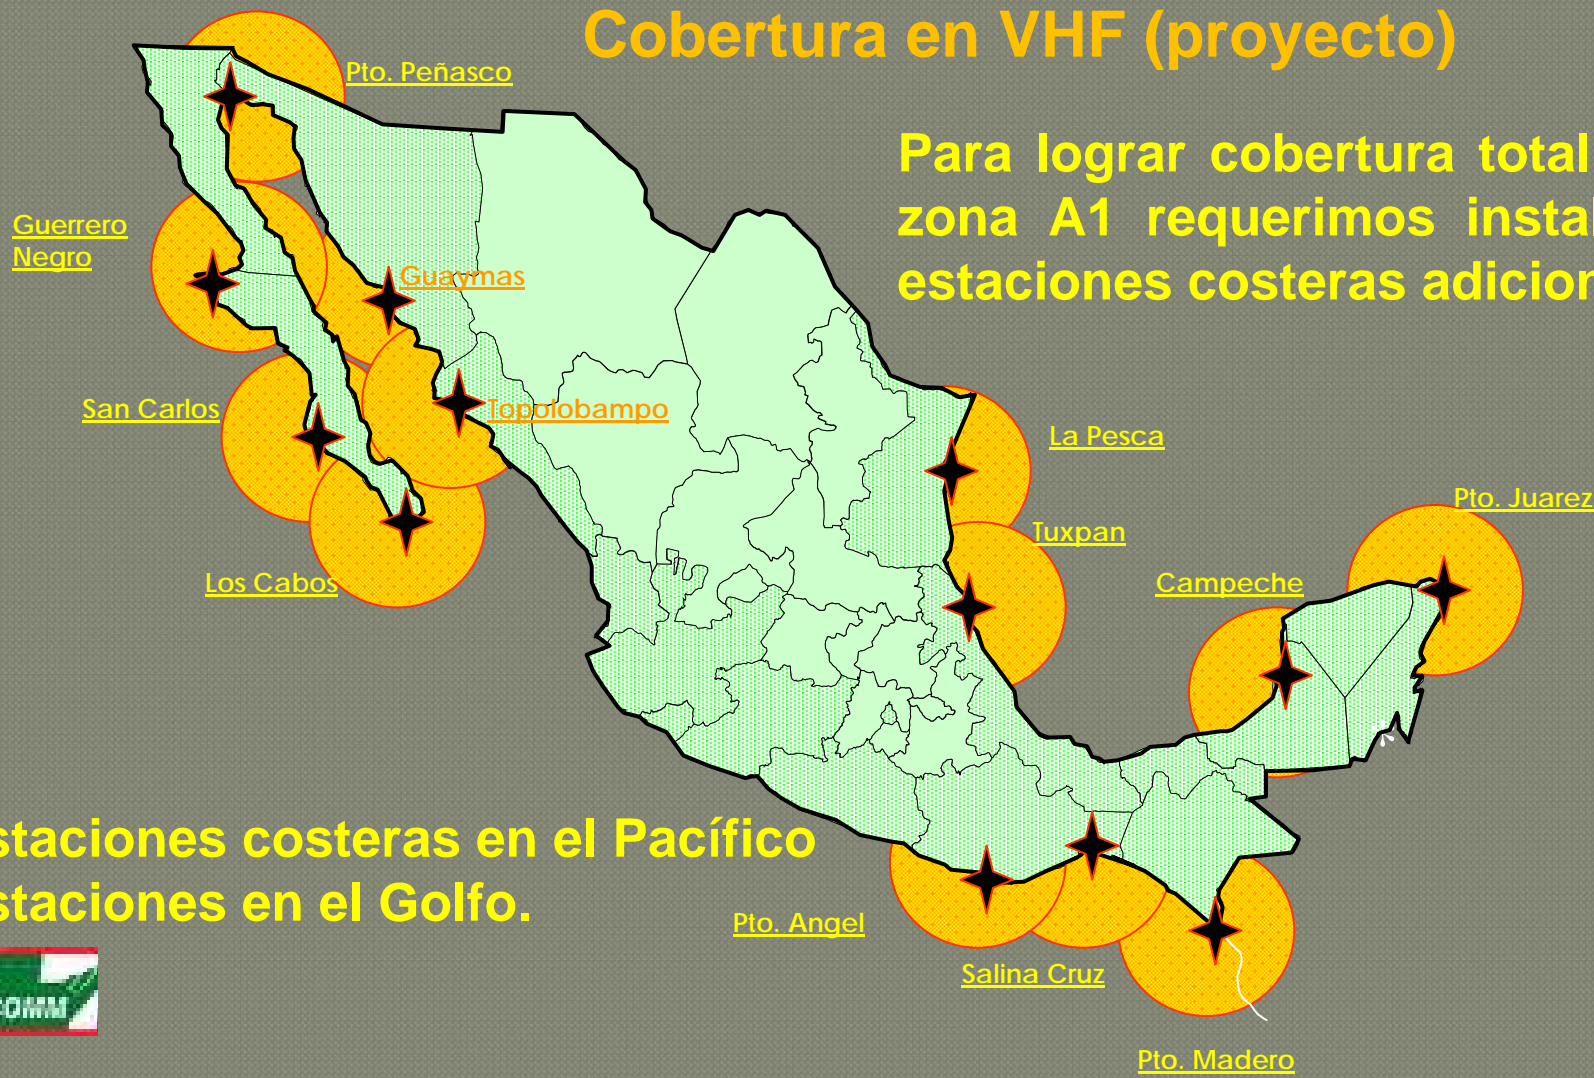 Cobertura en VHF (proyecto)
Pto. Peñasco
Para lograr cobertura total
zona A1 requerimos
estaciones costeras
Guerrero
Negro
Guaymas
San Carlos
Topolobampo
La Pesca
Pto. Juarez
Tuxpan
Los Cabos
Campeche
staciones costeras en el Pacífico
staciones en el Golfo.
Pto. Angel
Salina Cruz
COMM
Pto. Madero